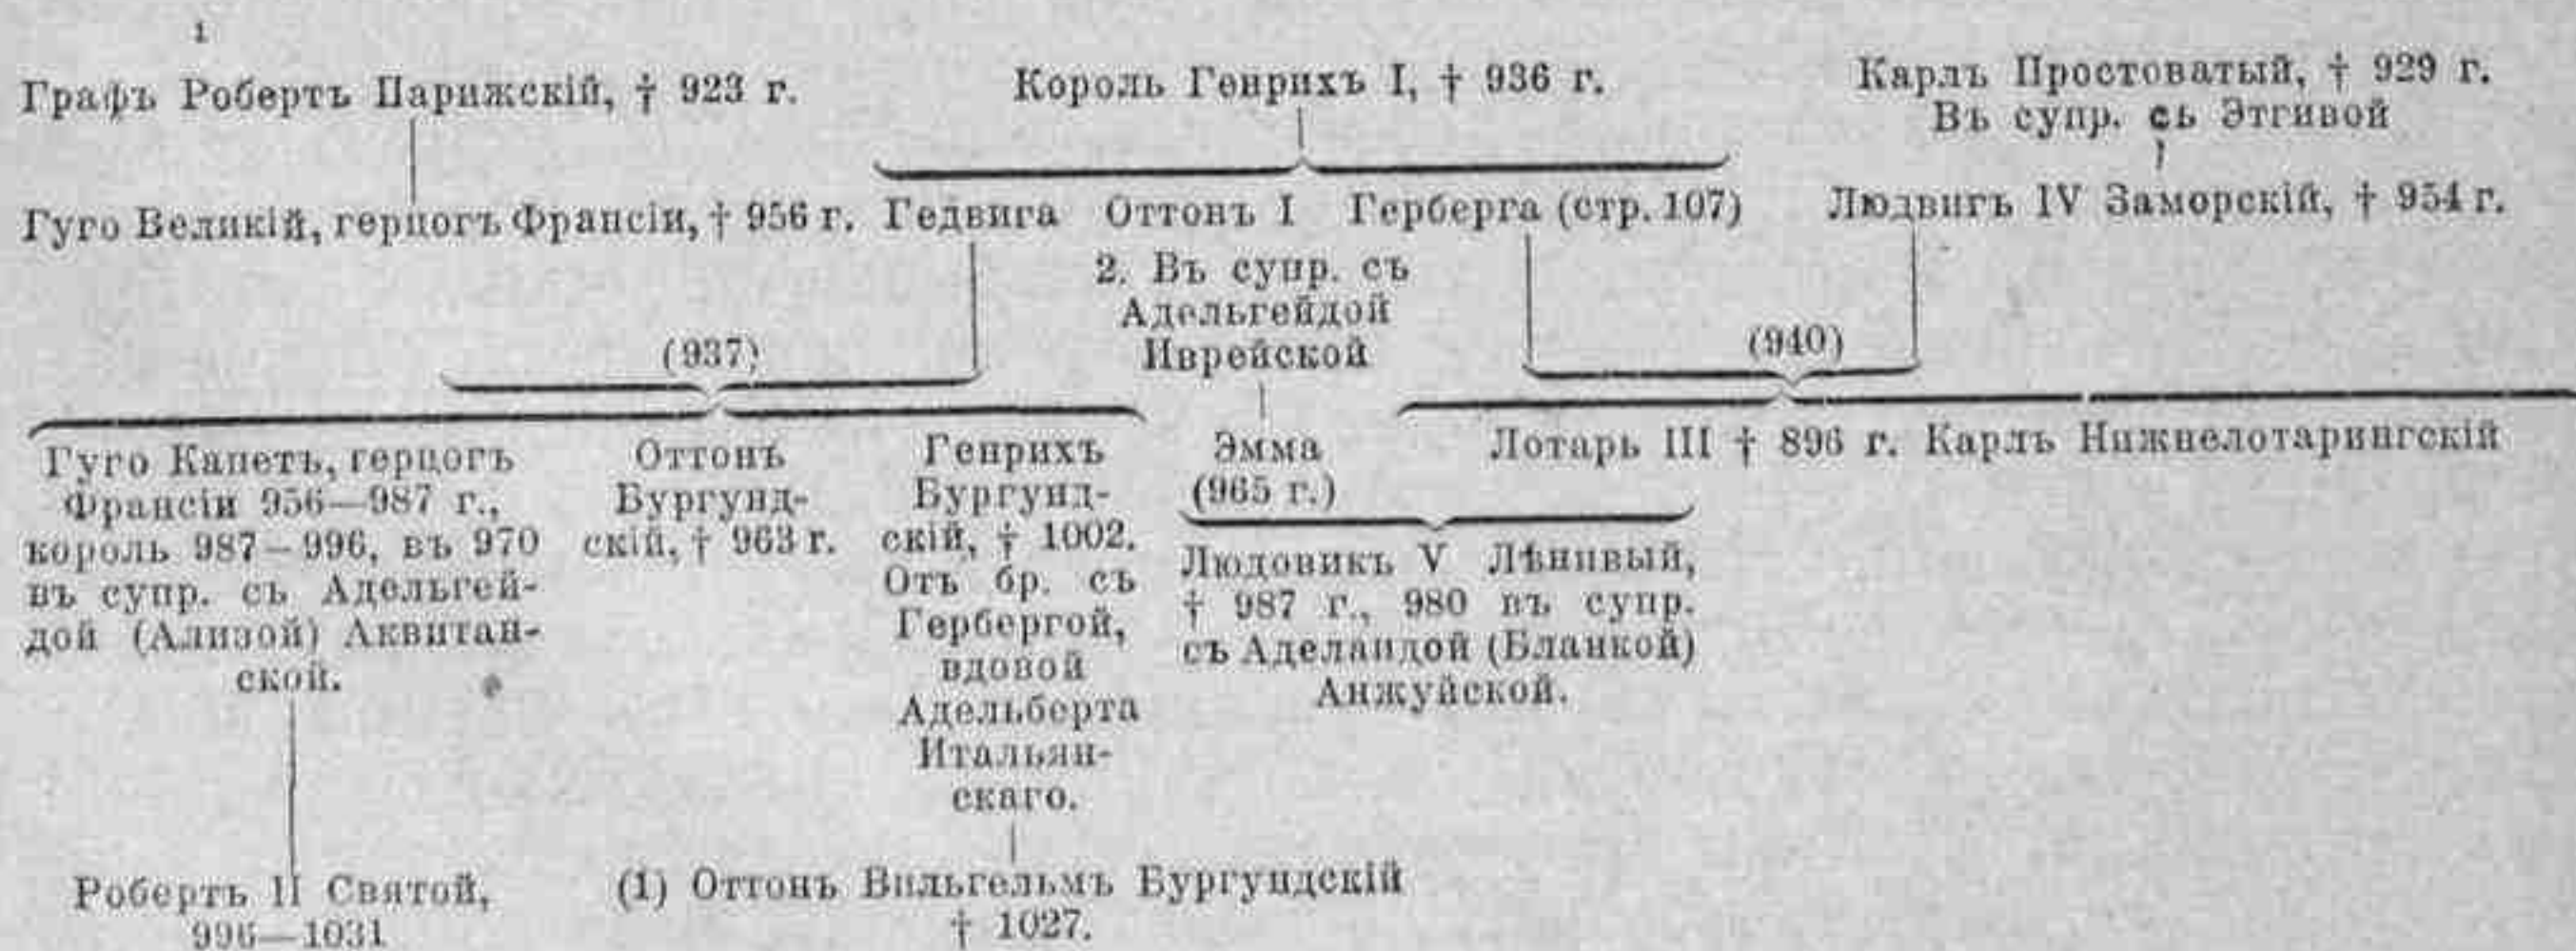 1
Графъ Робертъ Парижскій, † 923 г.
Король Генрихъ I, † 936 г.
Карлъ Простоватый, † 929 г.
Въ супр. съ Этгивой
Гуго Великій, герцогъ Франсіи, † 956 г.
Гедвига
Оттонъ I
Герберга (стр. 107)
Людвигъ IV Заморскій, † 954 г.
2. Въ супр. съ
Адельгейдой
Иврейской
(937)
(940)
Гуго Капетъ, герцогъ
Франсіи 956—987 г.,
король 987—996, въ 970
въ супр. съ Адельгей-
дой (Ализой) Аквитан-
ской.
Оттонъ
Бургунд-
скій, † 963 г.
Генрихъ
Бургунд-
скій, † 1002.
Отъ бр. съ
Гербергой,
вдовой
Адельберта
Итальян-
скаго.
Эмма
(965 г.)
Лотарь III † 896 г.
Карлъ Нижнелотарингскій
Людовикъ V Лѣнивый,
† 987 г., 980 въ супр.
съ Аделаидой (Бланкой)
Анжуйской.
Робертъ II Святой,
996—1031
(1) Оттонъ Вильгельмъ Бургундскій
† 1027.